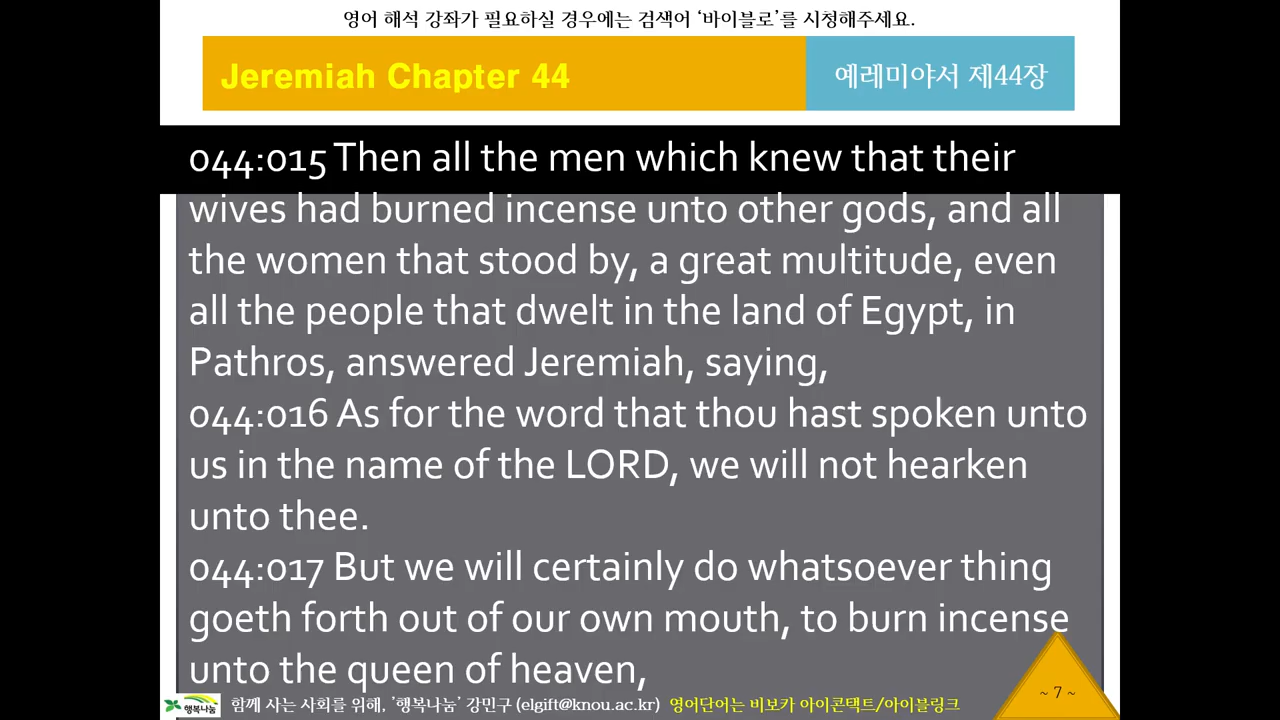 영어 해석 강좌가 필요하실 경우에는 검색어 ‘바이블로’를 시청해주세요.
Jeremiah Chapter 44
예레미야서 제44장
044:015 Then all the men which knew that their
wives had burned incense unto other gods, and all
the women that stood by, a great multitude, even
all the people that dwelt in the land of Egypt, in
Pathros, answered Jeremiah, saying,
044:016 As for the word that thou hast spoken unto
us in the name of the LORD, we will not hearken
unto thee.
044:017 But we will certainly do whatsoever thing
goeth forth out of our own mouth, to burn incense
unto the queen of heaven,
~ 7 ~
행복나눔
함께 사는 사회를 위해, ’행복나눔’ 강민구 (elgift@knou.ac.kr) 영어단어는 비보카 아이콘택트/아이블링크